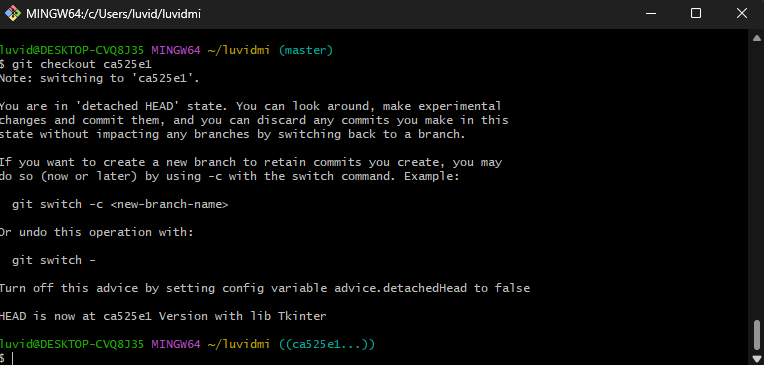 MINGW64:/c/Users/luvid/luvidmi
luvid@DESKTOP-CVQ8J35 MINGW64 ~/luvidmi (master)
$ git checkout ca525e1
Note: switching to 'ca525e1'.
You are in 'detached HEAD' state. You can look around, make experimental
changes and commit them, and you can discard any commits you make in this
state without impacting any branches by switching back to a branch.
If you want to create a new branch to retain commits you create, you may
do so (now or later) by using -c with the switch command. Example:
git switch -c <new-branch-name>
Or undo this operation with:
git switch -
Turn off this advice by setting config variable advice.detachedHead to false
HEAD is now at ca525e1 Version with lib Tkinter
luvid@DESKTOP-CVQ8J35 MINGW64 ~/luvidmi ((ca525e1...))
$